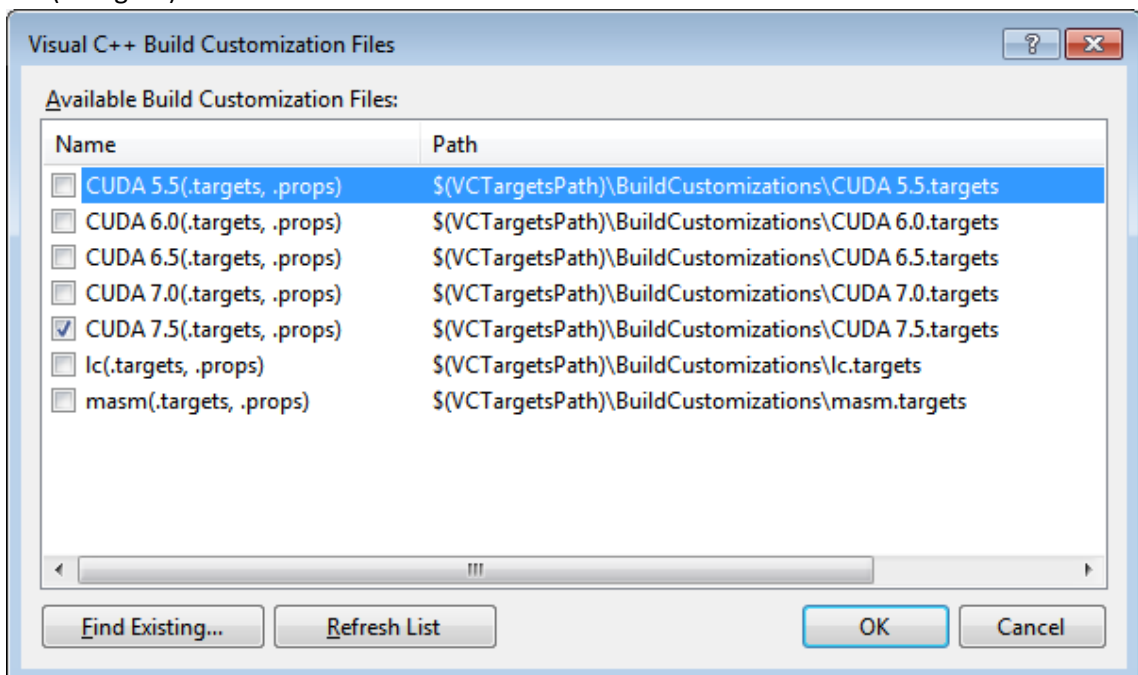 Visual C++ Build Customization Files
Available Build Customization Files:
Name Path
CUDA 5.5(.targets, .props) $(VCTargetsPath)\BuildCustomizations\CUDA 5.5.targets
CUDA 6.0(.targets, .props) $(VCTargetsPath)\BuildCustomizations\CUDA 6.0.targets
CUDA 6.5(.targets, .props) $(VCTargetsPath)\BuildCustomizations\CUDA 6.5.targets
CUDA 7.0(.targets, .props) $(VCTargetsPath)\BuildCustomizations\CUDA 7.0.targets
CUDA 7.5(.targets, .props) $(VCTargetsPath)\BuildCustomizations\CUDA 7.5.targets
lc(.targets, .props) $(VCTargetsPath)\BuildCustomizations\lc.targets
masm(.targets, .props) $(VCTargetsPath)\BuildCustomizations\masm.targets
Find Existing... Refresh List OK Cancel